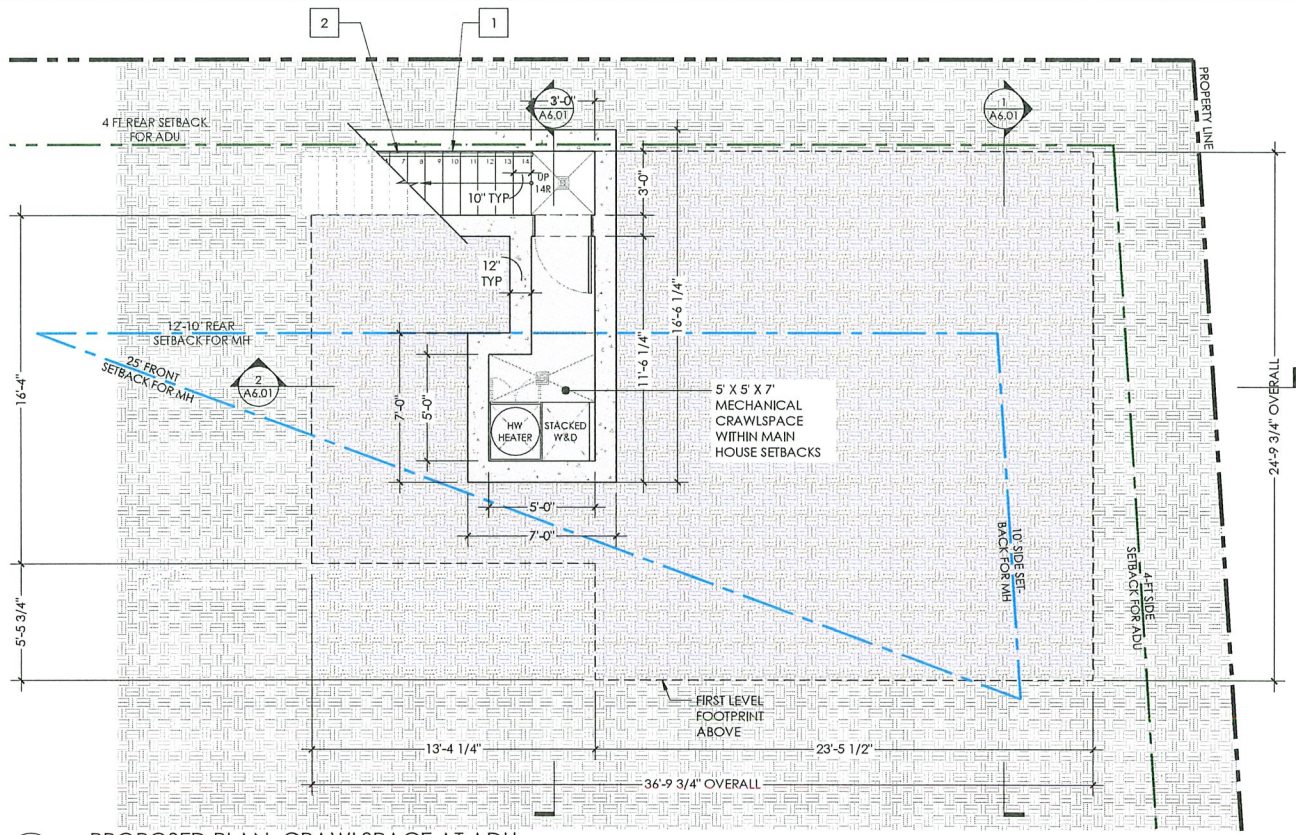 2
1
PROPERTY LINE
3'-0"
A6.01
1
A6.01
4 FT REAR SETBACK
FOR ADU
7
8
9
10
11
12
13
14
UP
14R
10" TYP
3'-0"
12"
TYP
16'-6 1/4"
11'-6 1/4"
12'-10" REAR
SETBACK FOR MH
25' FRONT
SETBACK FOR MH
2
A6.01
16'-4"
7'-0"
5'-0"
HW
HEATER
STACKED
W&D
5' X 5' X 7'
MECHANICAL
CRAWLSPACE
WITHIN MAIN
HOUSE SETBACKS
24'-9 3/4" OVERALL
5'-0"
7'-0"
10' SIDE SET-
BACK FOR MH
4-FT SIDE
SETBACK FOR ADU
5'-5 3/4"
FIRST LEVEL
FOOTPRINT
ABOVE
13'-4 1/4"
23'-5 1/2"
36'-9 3/4" OVERALL
PROPOSED PLAN, CRAWLSPACE AT ADU